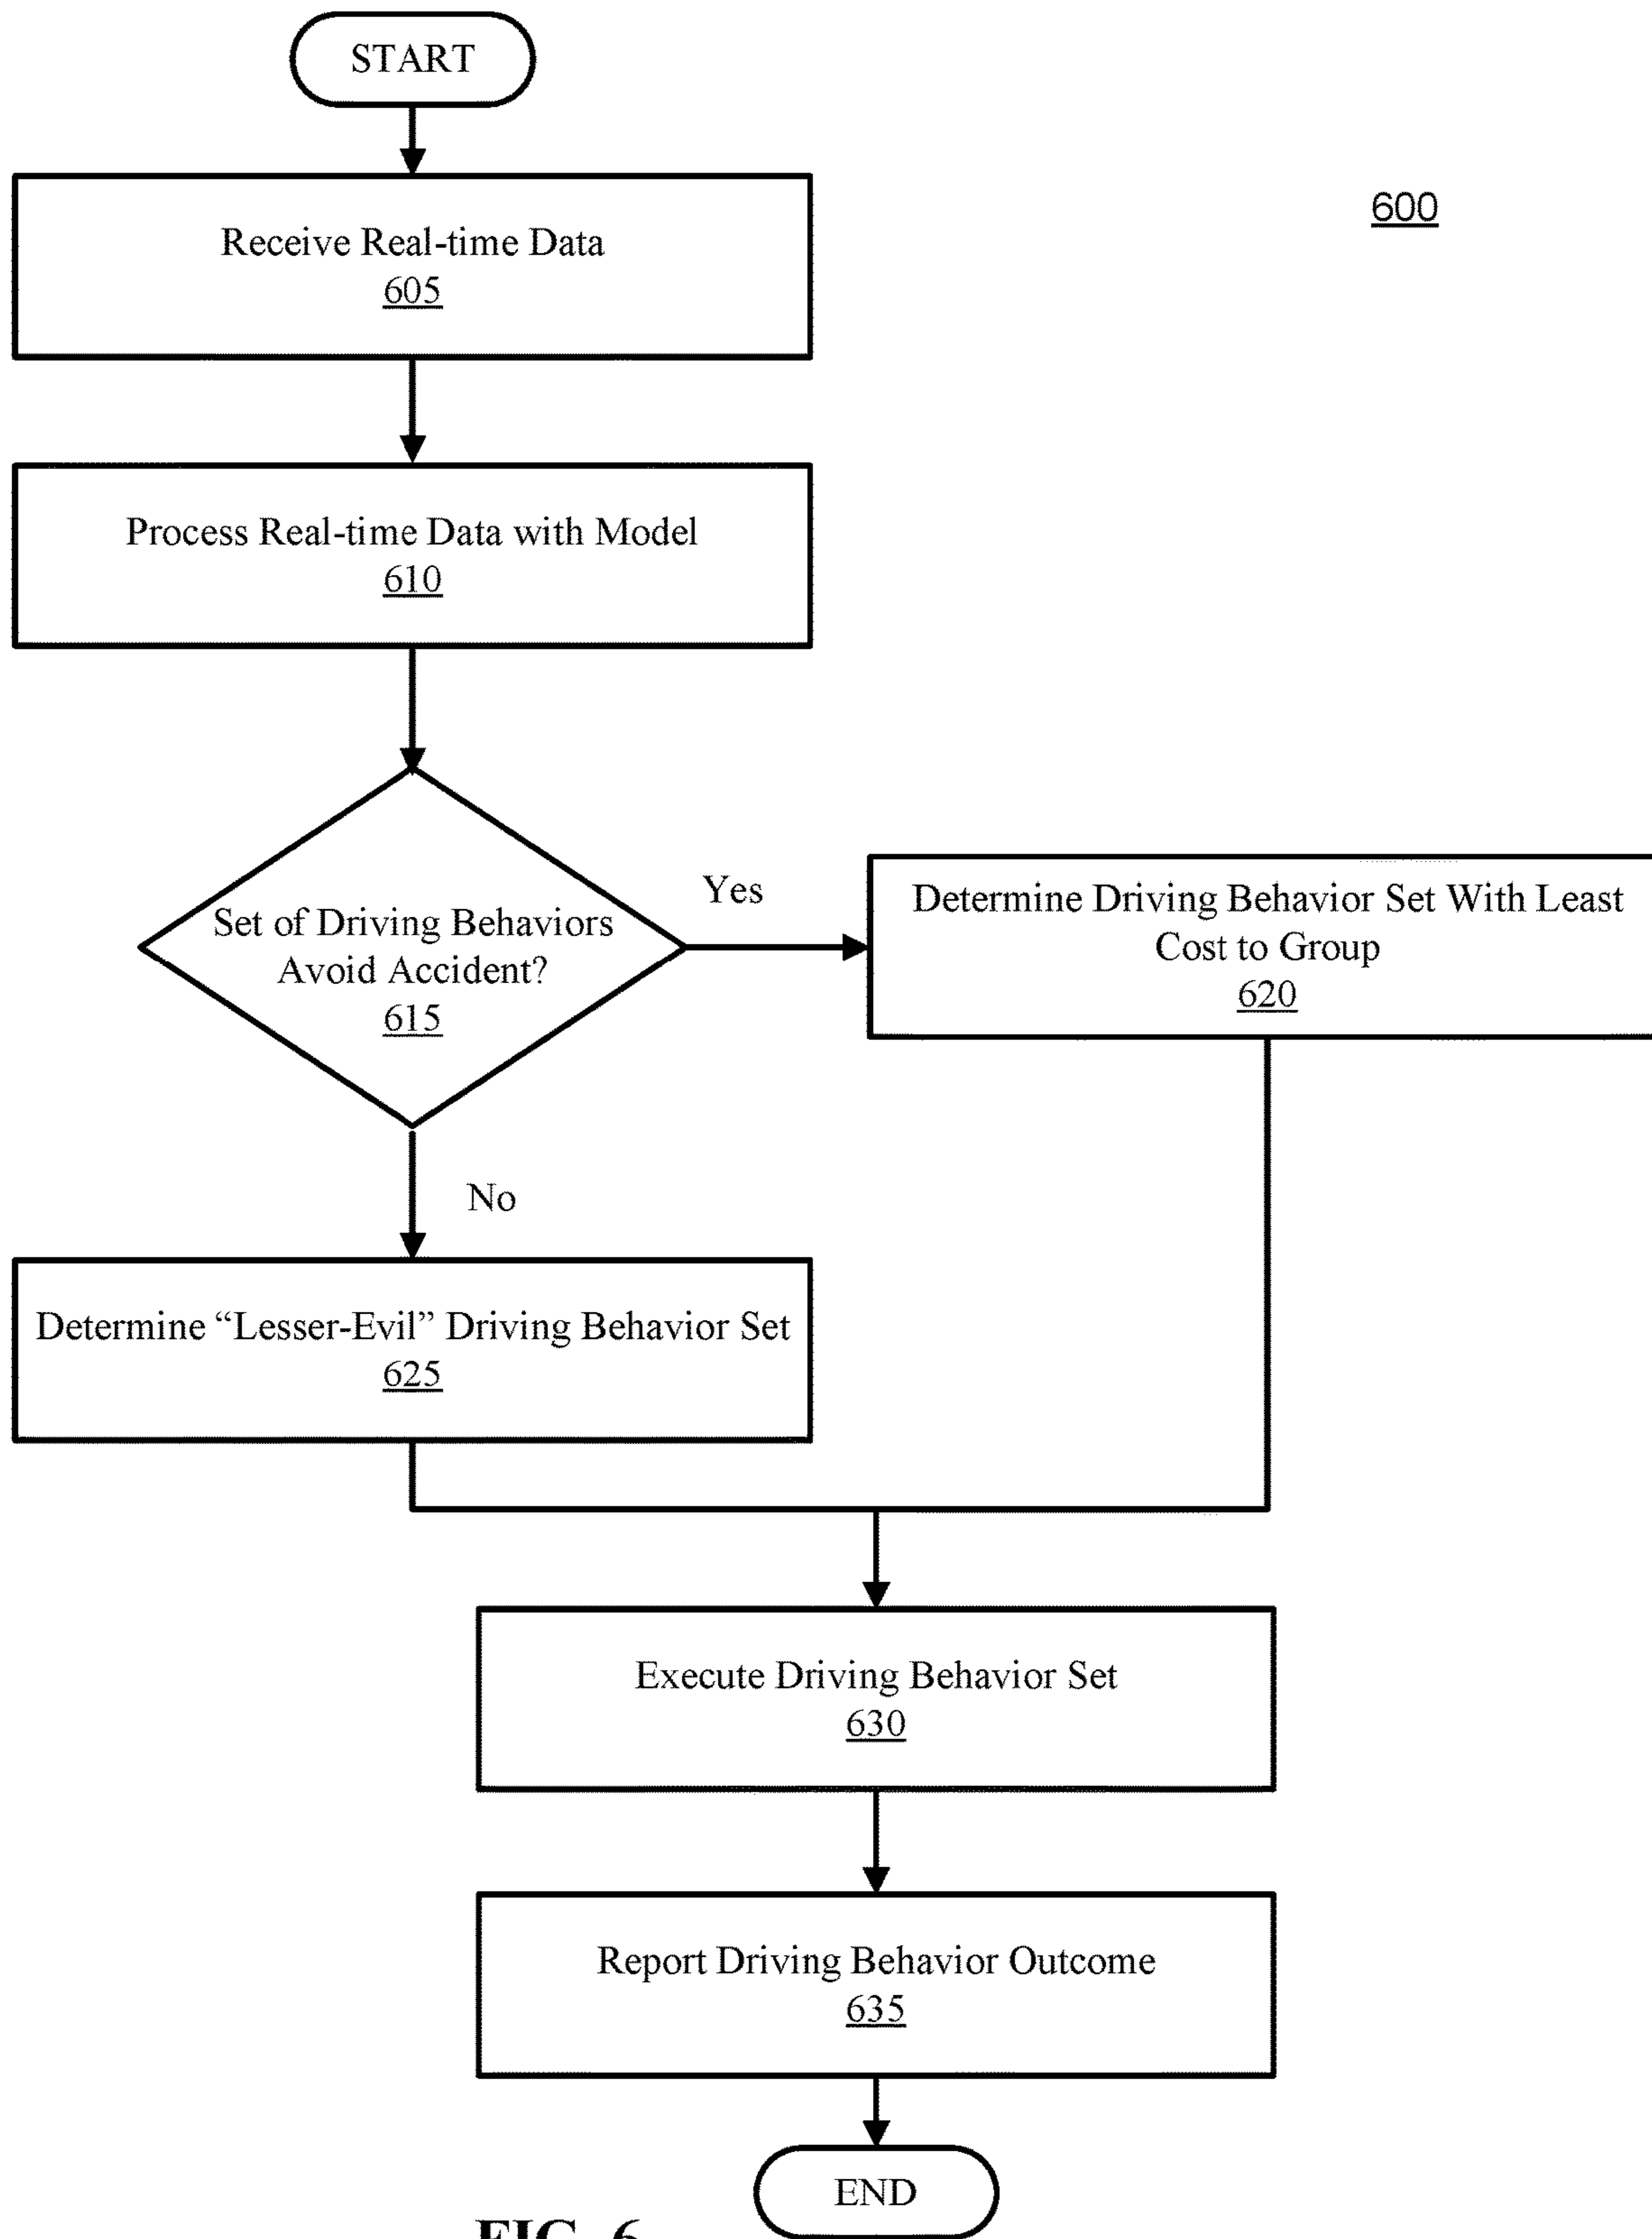 START
600
Receive Real-time Data
605
Process Real-time Data with Model
610
Set of Driving Behaviors
Avoid Accident?
615
Yes
Determine Driving Behavior Set With Least
Cost to Group
620
No
Determine “Lesser-Evil” Driving Behavior Set
625
Execute Driving Behavior Set
630
Report Driving Behavior Outcome
635
END
FIG. 6